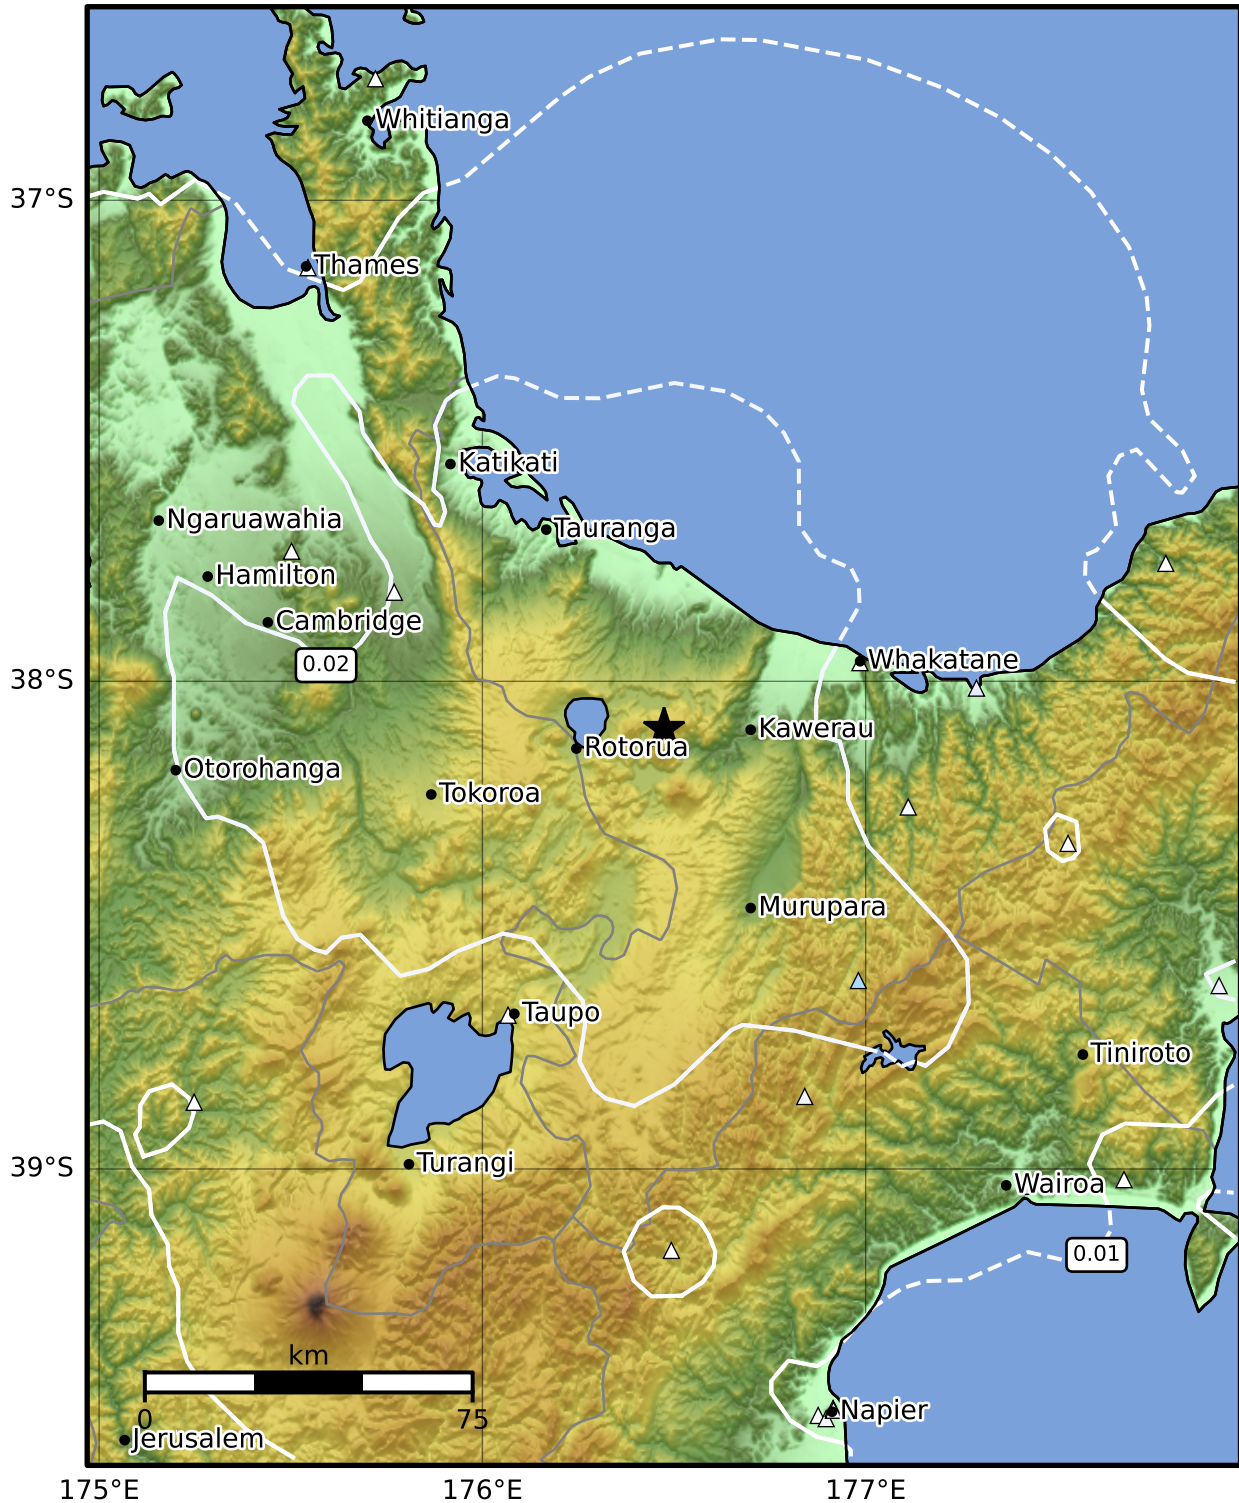 Whitianga
37°S
Thames
Katikati
Ngaruawahia
Tauranga
Hamilton
Cambridge
0.02
Whakatane
38°S
Kawerau
Rotorua
Otorohanga
Tokoroa
Murupara
Taupo
Tiniroto
Turangi
39°S
Wairoa
0.01
km
0
75
Napier
Jerusalem
175°E
176°E
177°E